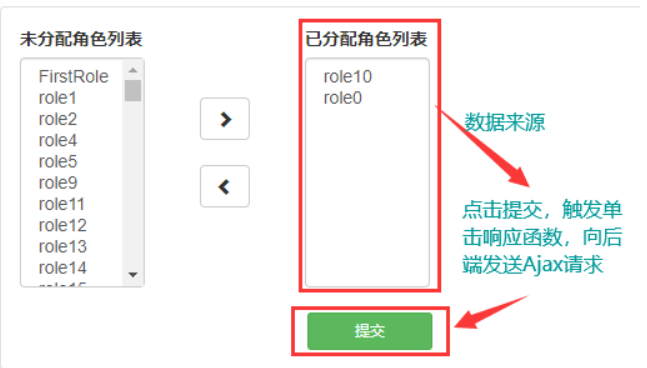 未分配角色列表
FirstRole
role1
role2
role4
role5
role9
role11
role12
role13
role14
已分配角色列表
role10
role0
数据来源
点击提交，触发单
击响应函数，向后
端发送Ajax请求
提交